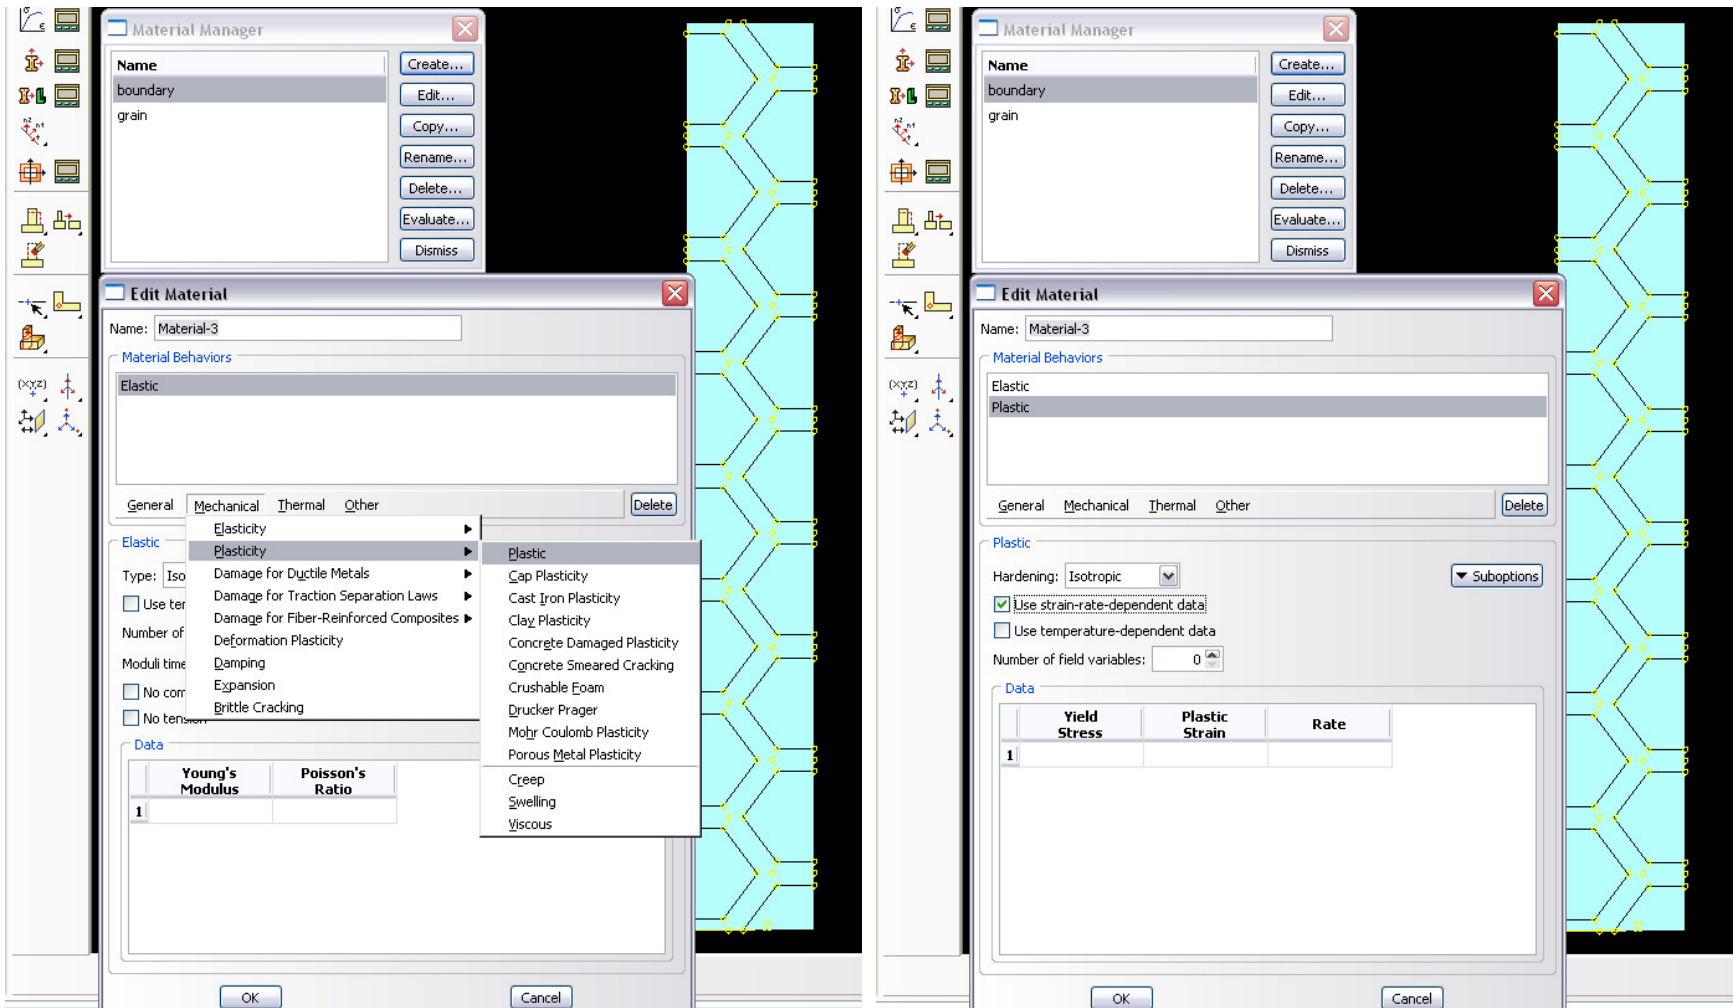 Material Manager
Name
boundary
grain
Create...
Edit...
Copy...
Rename...
Delete...
Evaluate...
Dismiss
Edit Material
Name: Material-3
Material Behaviors
Elastic
General Mechanical Thermal Other
Delete
Elasticity
Plasticity
Damage for Ductile Metals
Damage for Traction Separation Laws
Damage for Fiber-Reinforced Composites
Deformation Plasticity
Damping
Expansion
Brittle Cracking
Plastic
Cap Plasticity
Cast Iron Plasticity
Clay Plasticity
Concrete Damaged Plasticity
Concrete Smeared Cracking
Crushable Foam
Drucker Prager
Mohr Coulomb Plasticity
Porous Metal Plasticity
Creep
Swelling
Viscous
Elastic
Type: Iso
Use ter
Number of
Moduli time
No com
No tension
Data
Young's Modulus
Poisson's Ratio
1
OK
Cancel
(XYZ)
X
Material Manager
Name
boundary
grain
Create...
Edit...
Copy...
Rename...
Delete...
Evaluate...
Dismiss
Edit Material
Name: Material-3
Material Behaviors
Elastic
Plastic
General Mechanical Thermal Other
Delete
Plastic
Hardening: Isotropic
Suboptions
Use strain-rate-dependent data
Use temperature-dependent data
Number of field variables: 0
Data
Yield Stress
Plastic Strain
Rate
1
OK
Cancel
(XYZ)
X